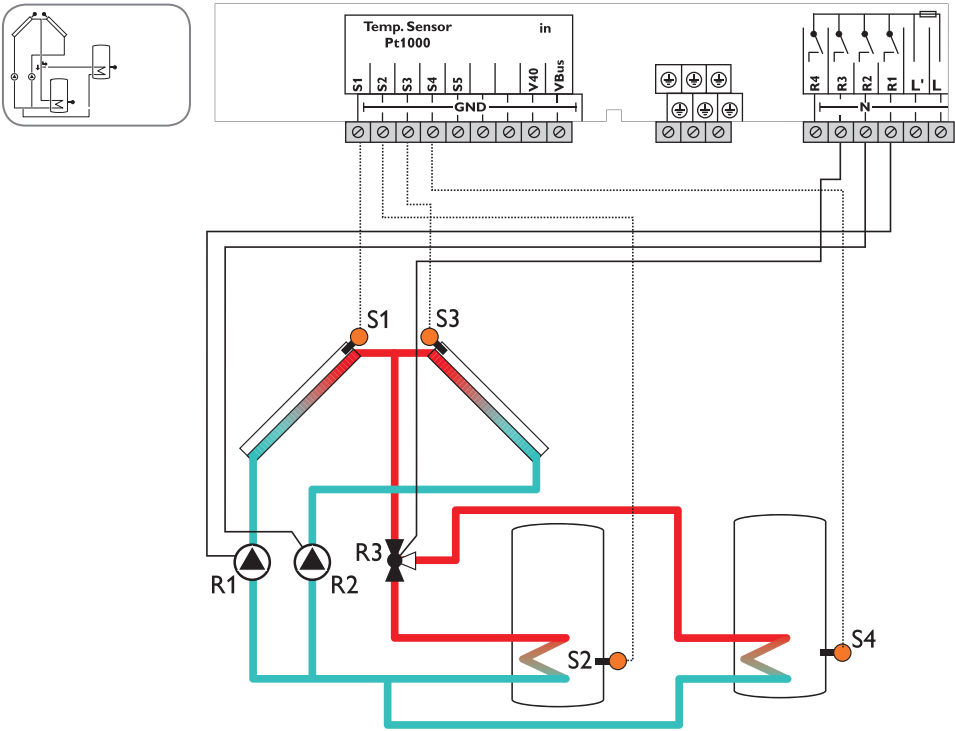 Temp. Sensor in
Pt1000
S1 S2 S3 S4 S5 V40 VBus
GND
R4 R3 R2 R1 L' L
N
S1 S3
R3
R1 R2
S2 S4